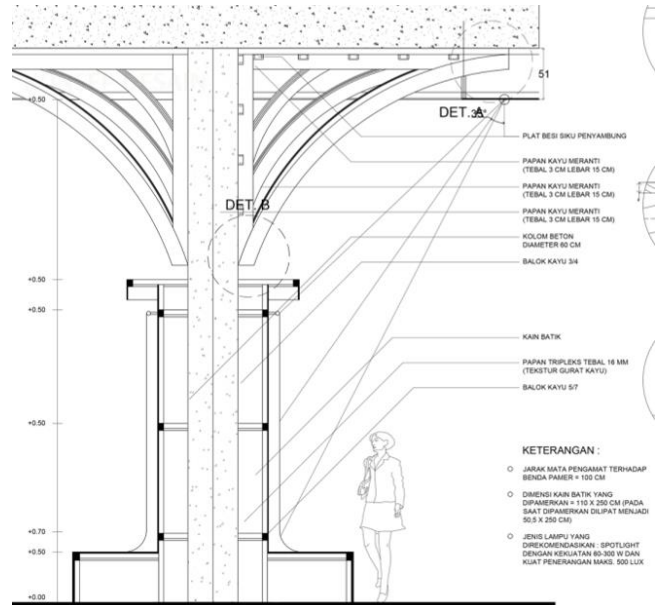 51
+0.50
DET. A
35°
PLAT BESI SIKU PENYAMBUNG
PAPAN KAYU MERANTI
(TEBAL 3 CM LEBAR 15 CM)
PAPAN KAYU MERANTI
(TEBAL 3 CM LEBAR 15 CM)
DET. B
PAPAN KAYU MERANTI
(TEBAL 3 CM LEBAR 15 CM)
KOLOM BETON
DIAMETER 60 CM
BALOK KAYU 3/4
+0.50
+0.50
KAIN BATIK
PAPAN TRIPLEKS TEBAL 16 MM
(TEKSTUR GURAT KAYU)
BALOK KAYU 5/7
+0.50
KETERANGAN :
JARAK MATA PENGAMAT TERHADAP
BENDA PAMER = 100 CM
DIMENSI KAIN BATIK YANG
DIPAMERKAN = 110 X 250 CM (PADA
SAAT DIPAMERKAN DILIPAT MENJADI
50,5 X 250 CM)
JENIS LAMPU YANG
DIREKOMENDASIKAN : SPOTLIGHT
DENGAN KEKUATAN 60-300 W DAN
KUAT PENERANGAN MAKS. 500 LUX
+0.70
+0.50
+0.00